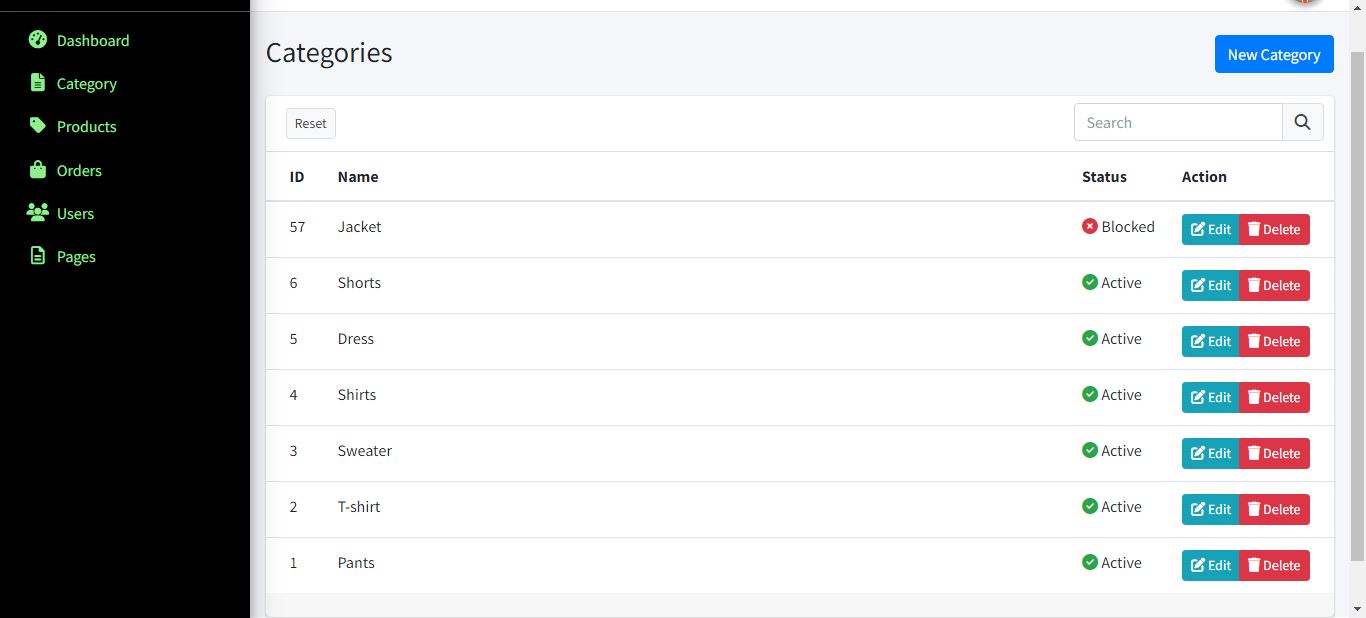 Dashboard
Category
Products
Orders
Users
Pages
Categories
New Category
Reset
Search
ID Name Status Action
57 Jacket Blocked Edit Delete
6 Shorts Active Edit Delete
5 Dress Active Edit Delete
4 Shirts Active Edit Delete
3 Sweater Active Edit Delete
2 T-shirt Active Edit Delete
1 Pants Active Edit Delete